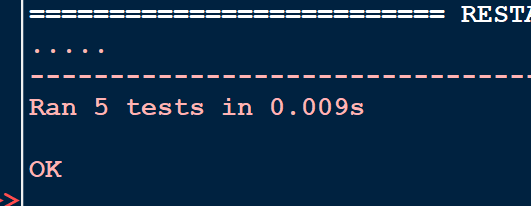 =========================== RESTA
.....
--------------------------------
Ran 5 tests in 0.009s
OK
>